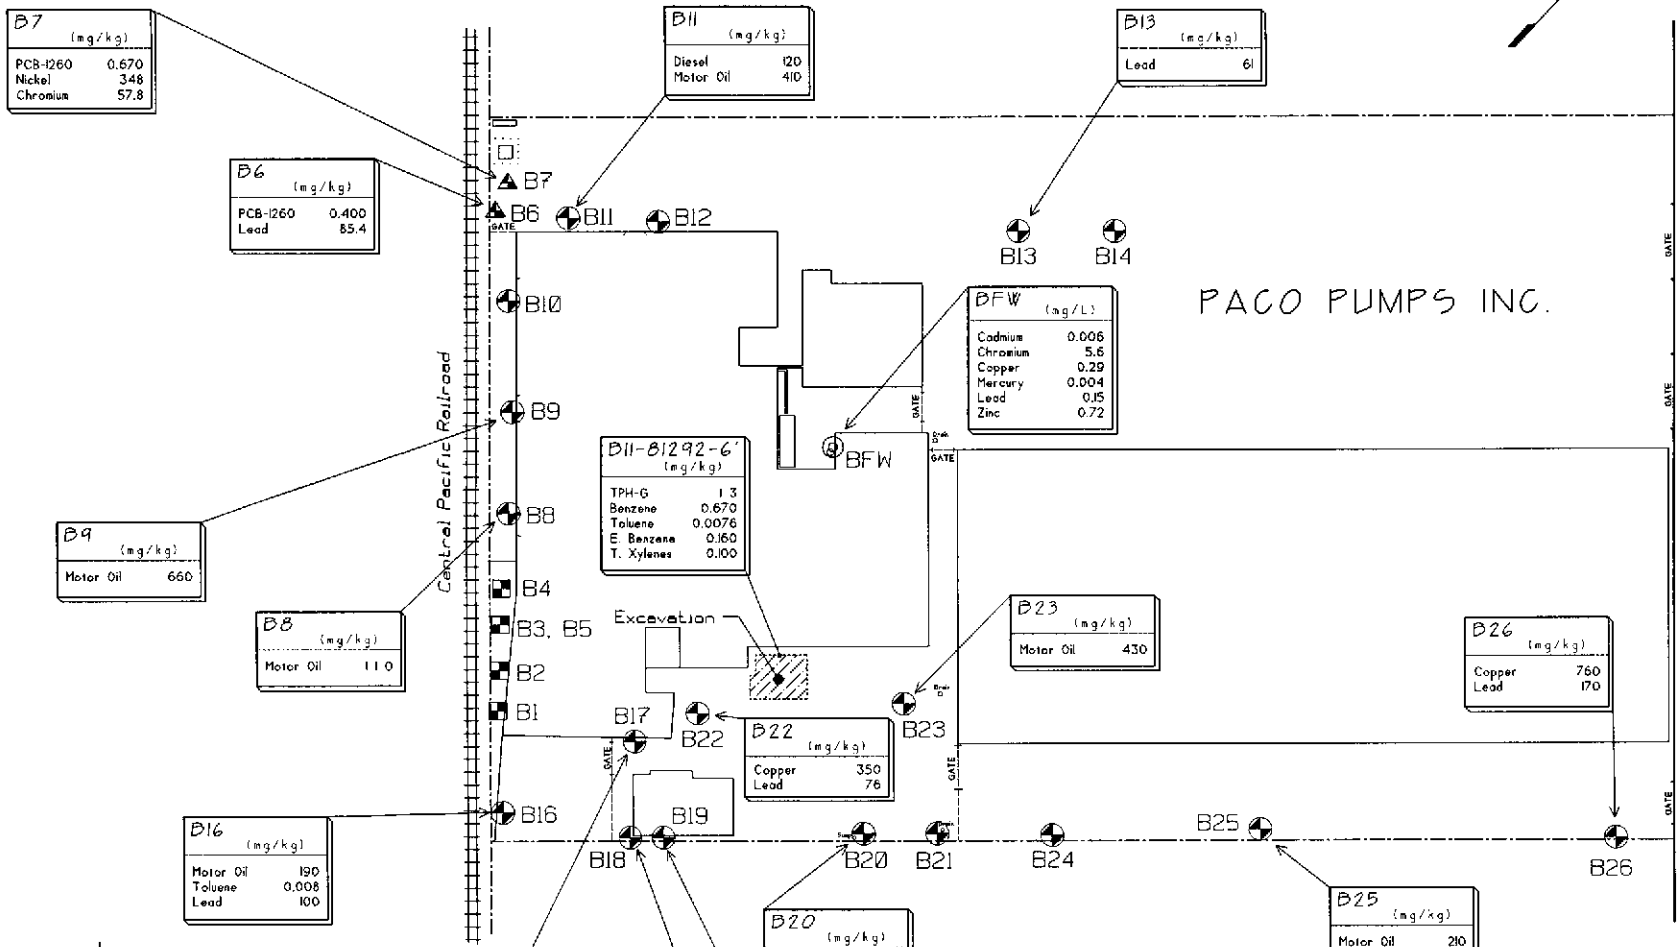 B7
(mg/kg)
PCB-1260 0.670
Nickel 348
Chromium 57.8
B11
(mg/kg)
Diesel 120
Motor Oil 410
B13
(mg/kg)
Lead 61
B6
(mg/kg)
PCB-1260 0.400
Lead 85.4
B7
B6
GATE
B11
B12
B13
B14
GATE
B10
BFW
(mg/L)
Cadmium 0.006
Chromium 5.6
Copper 0.29
Mercury 0.004
Lead 0.15
Zinc 0.72
PACO PUMPS INC.
Central Pacific Railroad
B9
GATE
GATE
B11-81292-6'
(mg/kg)
TPH-G 1.3
Benzene 0.670
Toluene 0.0076
E. Benzene 0.160
T. Xylenes 0.100
BFW
Drain
GATE
B9
(mg/kg)
Motor Oil 660
B8
B4
B8
(mg/kg)
Motor Oil 110
B3, B5
Excavation
B23
(mg/kg)
Motor Oil 430
B26
(mg/kg)
Copper 760
Lead 170
B2
B1
B17
B22
Drain
B23
B22
(mg/kg)
Copper 350
Lead 76
GATE
GATE
GATE
B16
B16
(mg/kg)
Motor Oil 190
Toluene 0.008
Lead 100
B19
B18
Sump
B20
Drain
B21
B24
B25
B26
B20
(mg/kg)
B25
(mg/kg)
Motor Oil 210